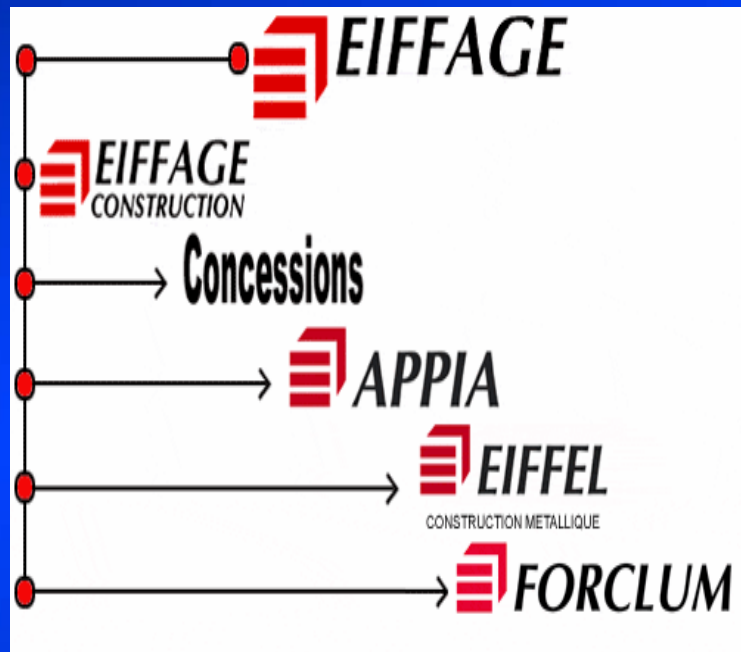 EIFFAGE
EIFFAGE
CONSTRUCTION
Concessions
APPIA
EIFFEL
CONSTRUCTION METALLIQUE
FORCLUM